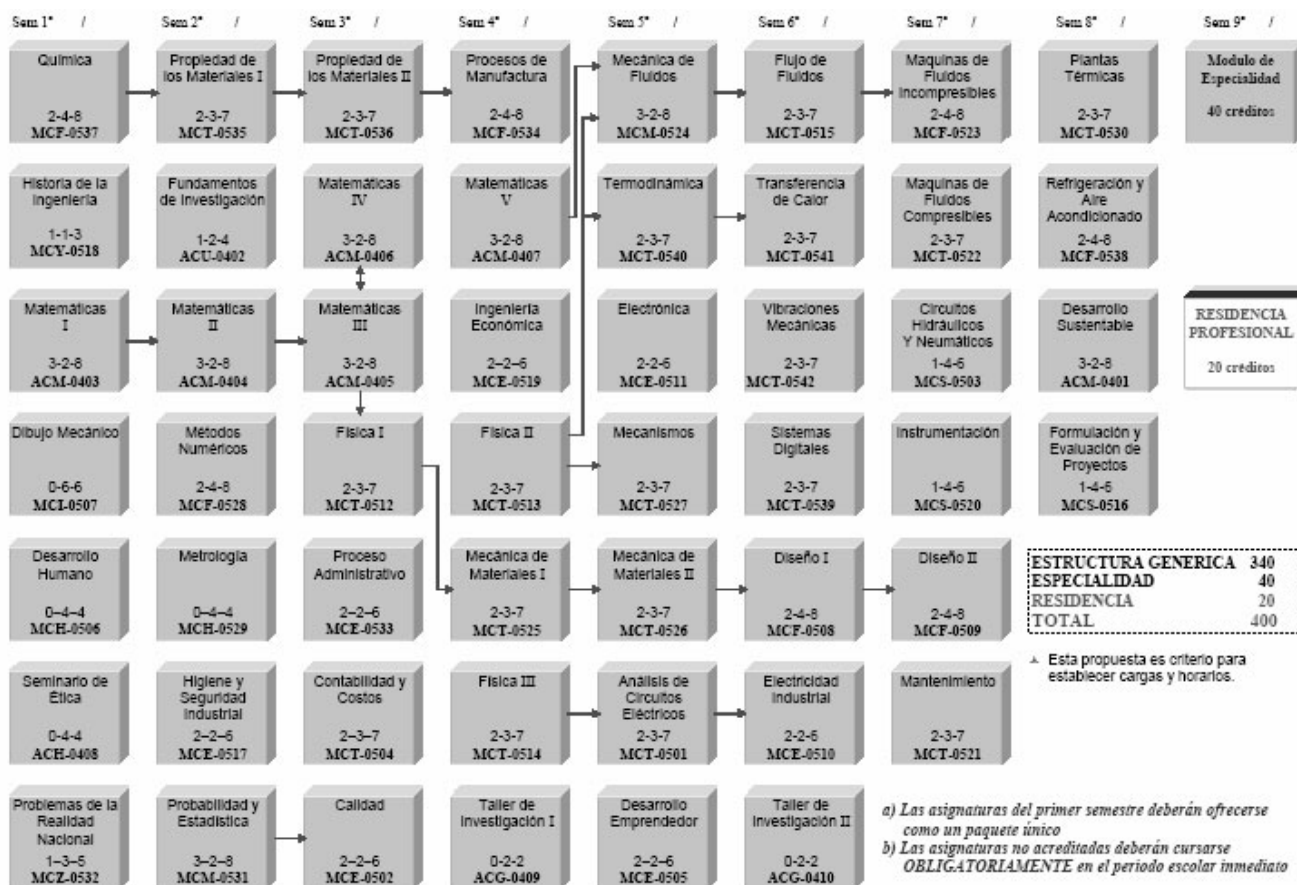 Sem 1° /
Sem 2° /
Sem 3° /
Sem 4° /
Sem 5° /
Sem 6° /
Sem 7° /
Sem 8° /
Sem 9° /
Química
2-4-8
MCF-0537
Propiedad de
los Materiales I
2-3-7
MCT-0535
Propiedad de
los Materiales II
2-3-7
MCT-0536
Procesos de
Manufactura
2-4-8
MCF-0534
Mecánica de
Fluidos
3-2-8
MCM-0524
Flujo de
Fluidos
2-3-7
MCT-0515
Maquinas de
Fluidos
Incompresibles
2-4-8
MCF-0523
Plantas
Térmicas
2-3-7
MCT-0530
Modulo de
Especialidad
40 créditos
Historia de la
Ingeniería
1-1-3
MCY-0518
Fundamentos
de Investigación
1-2-4
ACU-0402
Matemáticas
IV
3-2-8
ACM-0406
Matemáticas
V
3-2-8
ACM-0407
Termodinámica
2-3-7
MCT-0540
Transferencia
de Calor
2-3-7
MCT-0541
Maquinas de
Fluidos
Compresibles
2-3-7
MCT-0522
Refrigeración y
Aire
Acondicionado
2-4-8
MCF-0538
Matemáticas
I
3-2-8
ACM-0403
Matemáticas
II
3-2-8
ACM-0404
Matemáticas
III
3-2-8
ACM-0405
Ingeniería
Económica
2–2–6
MCE-0519
Electrónica
2-2-6
MCE-0511
Vibraciones
Mecánicas
2-3-7
MCT-0542
Circuitos
Hidráulicos
Y Neumáticos
1-4-6
MCS-0503
Desarrollo
Sustentable
3-2-8
ACM-0401
RESIDENCIA
PROFESIONAL
20 créditos
Dibujo Mecánico
0-6-6
MCI-0507
Métodos
Numéricos
2-4-8
MCF-0528
Física I
2-3-7
MCT-0512
Física II
2-3-7
MCT-0513
Mecanismos
2-3-7
MCT-0527
Sistemas
Digitales
2-3-7
MCT-0539
Instrumentación
1-4-6
MCS-0520
Formulación y
Evaluación de
Proyectos
1-4-6
MCS-0516
Desarrollo
Humano
0–4–4
MCH-0506
Metrología
0–4–4
MCH-0529
Proceso
Administrativo
2–2–6
MCE-0533
Mecánica de
Materiales I
2-3-7
MCT-0525
Mecánica de
Materiales II
2-3-7
MCT-0526
Diseño I
2-4-8
MCF-0508
Diseño II
2-4-8
MCF-0509
ESTRUCTURA GENERICA 340
ESPECIALIDAD 40
RESIDENCIA 20
TOTAL 400
Esta propuesta es criterio para
establecer cargas y horarios.
Seminario de
Ética
0-4-4
ACH-0408
Higiene y
Seguridad
Industrial
2–2–6
MCE-0517
Contabilidad y
Costos
2–3–7
MCT-0504
Física III
2-3-7
MCT-0514
Análisis de
Circuitos
Eléctricos
2-3-7
MCT-0501
Electricidad
Industrial
2-2-6
MCE-0510
Mantenimiento
2-3-7
MCT-0521
Problemas de la
Realidad
Nacional
1–3–5
MCZ-0532
Probabilidad y
Estadística
3–2–8
MCM-0531
Calidad
2–2–6
MCE-0502
Taller de
Investigación I
0-2-2
ACG-0409
Desarrollo
Emprendedor
2–2–6
MCE-0505
Taller de
Investigación II
0-2-2
ACG-0410
a) Las asignaturas del primer semestre deberán ofrecerse
como un paquete único
b) Las asignaturas no acreditadas deberán cursarse
OBLIGATORIAMENTE en el periodo escolar inmediato